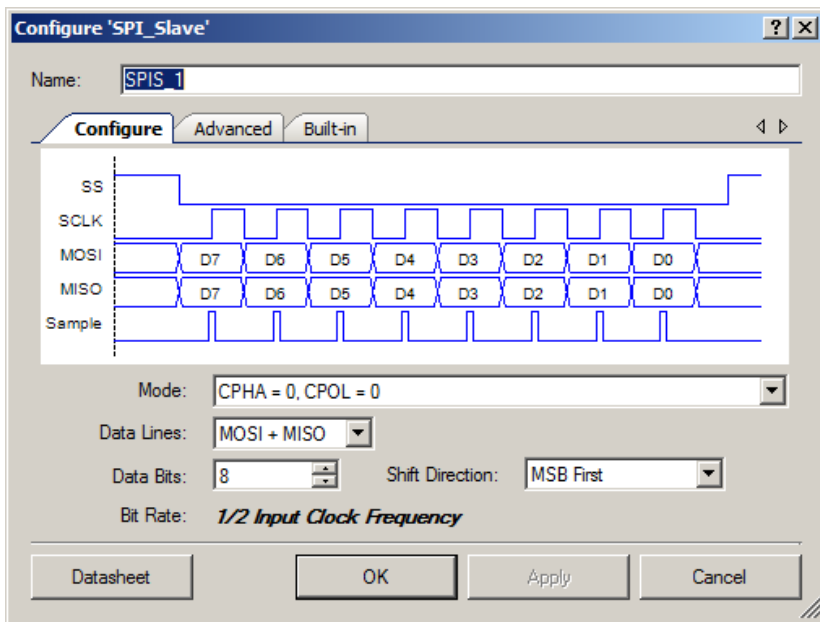 Configure 'SPI_Slave'
Name: SPIS_1
Configure Advanced Built-in
SS
SCLK
MOSI D7 D6 D5 D4 D3 D2 D1 D0
MISO D7 D6 D5 D4 D3 D2 D1 D0
Sample
Mode: CPHA = 0, CPOL = 0
Data Lines: MOSI + MISO
Data Bits: 8 Shift Direction: MSB First
Bit Rate: 1/2 Input Clock Frequency
Datasheet OK Apply Cancel